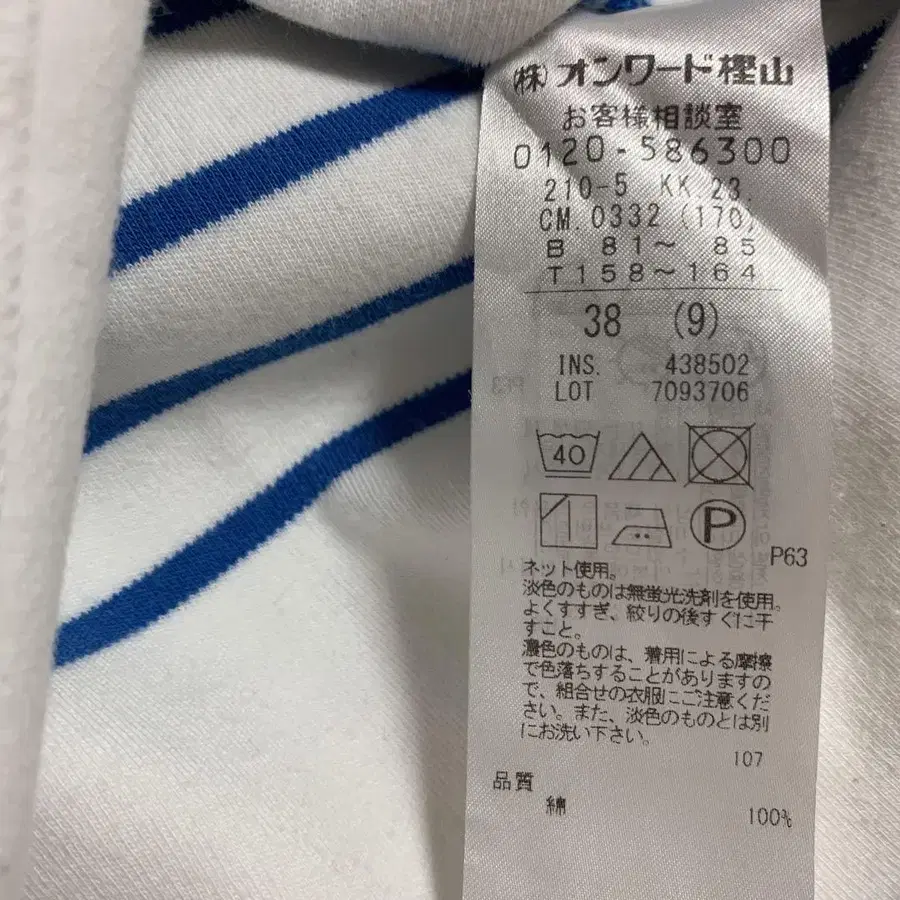 (株)オンワード樫山
お客様相談室
0120-586300
210-5 KK 23.
CM.0332 (170)
B 81〜 85
T158〜164
38 (9)
INS. 438502
LOT 7093706
40
P
P63
ネット使用。
淡色のものは無蛍光洗剤を使用。
よくすすぎ、絞りの後すぐに干
すこと。
濃色のものは、着用による摩擦
で色落ちすることがありますの
で、組合せの衣服にご注意くだ
さい。また、淡色のものとは別
にお洗い下さい。
107
品質
綿 100%